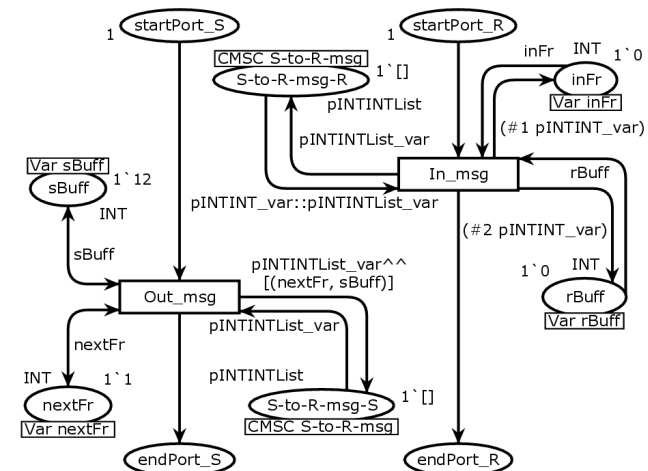 startPort_S
1
startPort_R
1
CMSC S-to-R-msg
S-to-R-msg-R
1`[]
pINTINTList
pINTINTList_var
inFr
INT
1`0
inFr
Var inFr
(#1 pINTINT_var)
In_msg
rBuff
pINTINT_var::pINTINTList_var
(#2 pINTINT_var)
Var sBuff
sBuff
1`12
INT
sBuff
1`0
INT
rBuff
Var rBuff
pINTINTList_var^^
[(nextFr, sBuff)]
Out_msg
pINTINTList_var
nextFr
pINTINTList
INT
1`1
nextFr
Var nextFr
S-to-R-msg-S
1`[]
CMSC S-to-R-msg
endPort_S
endPort_R